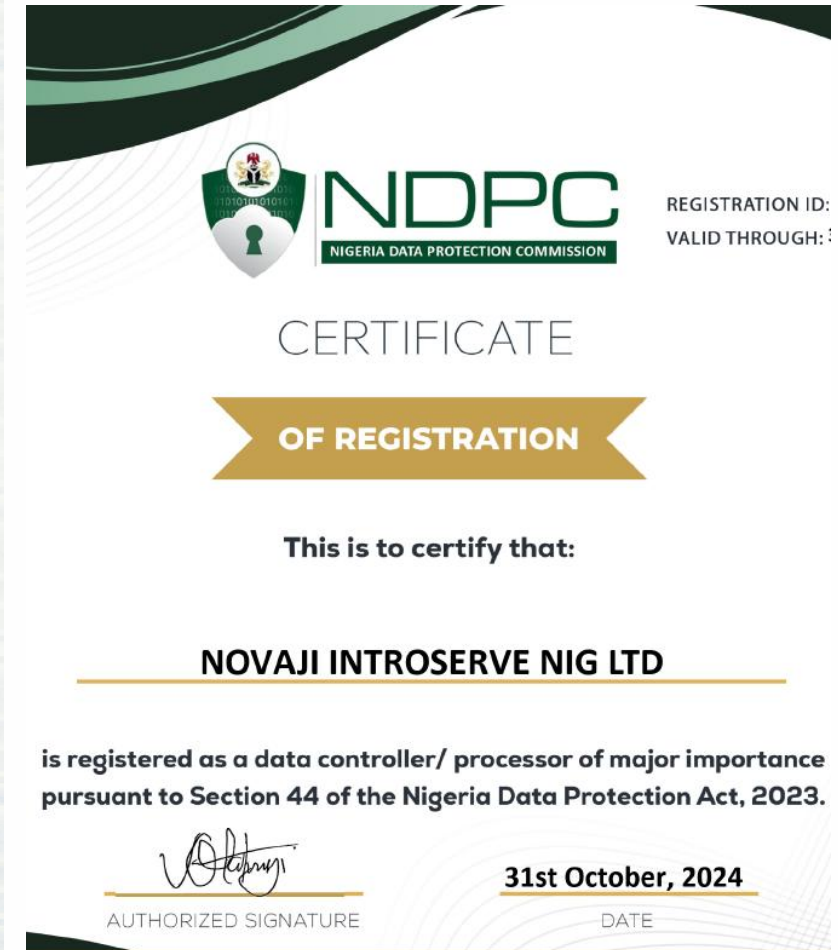 NDPC
NIGERIA DATA PROTECTION COMMISSION
REGISTRATION ID:
VALID THROUGH:
CERTIFICATE
OF REGISTRATION
This is to certify that:
NOVAJI INTROSERVE NIG LTD
is registered as a data controller/ processor of major importance
pursuant to Section 44 of the Nigeria Data Protection Act, 2023.
31st October, 2024
AUTHORIZED SIGNATURE
DATE